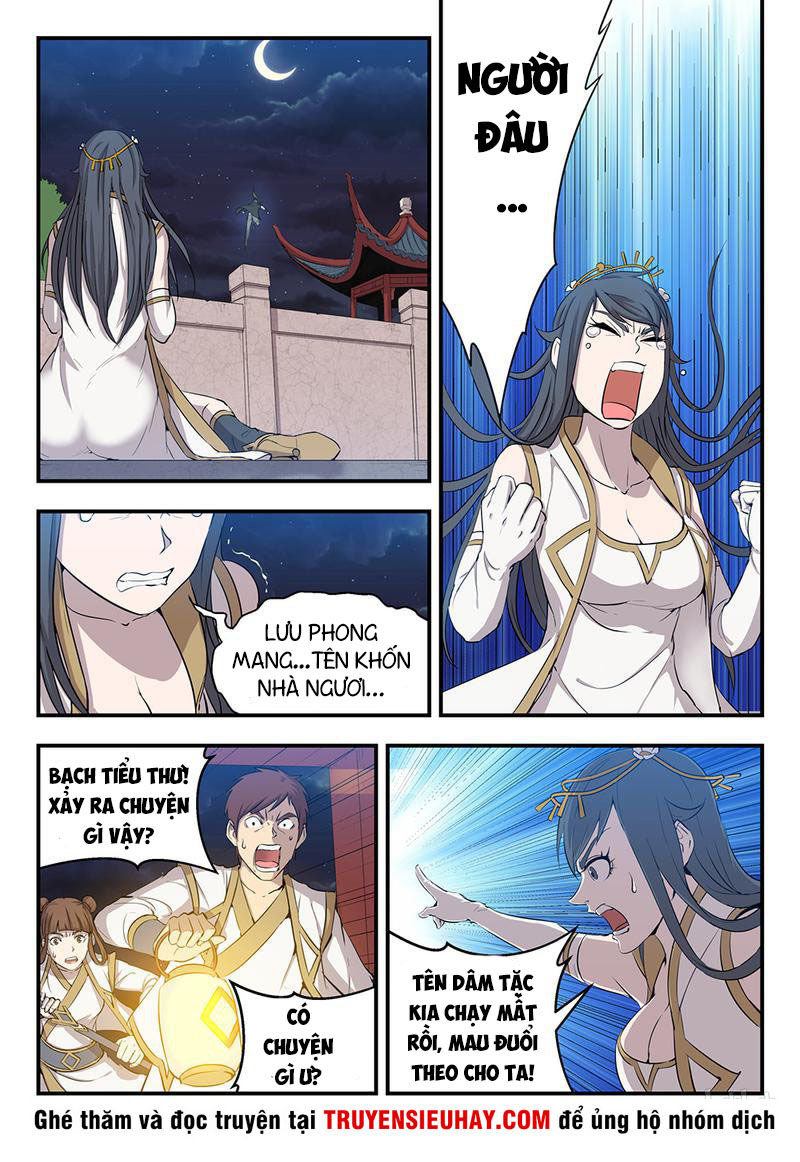 NGƯỜI
ĐÂU
...
LƯU PHONG
MANG...TÊN KHỐN
NHÀ NGƯƠI...
BẠCH TIỂU THƯ!
XẢY RA CHUYỆN
GÌ VẬY?
CÓ
CHUYỆN
GÌ Ư?
TÊN DÂM TẶC
KIA CHẠY MẤT
RỒI, MAU ĐUỔI
THEO CHO TA!
Ghé thăm và đọc truyện tại TRUYENSIEUHAY.COM để ủng hộ nhóm dịch